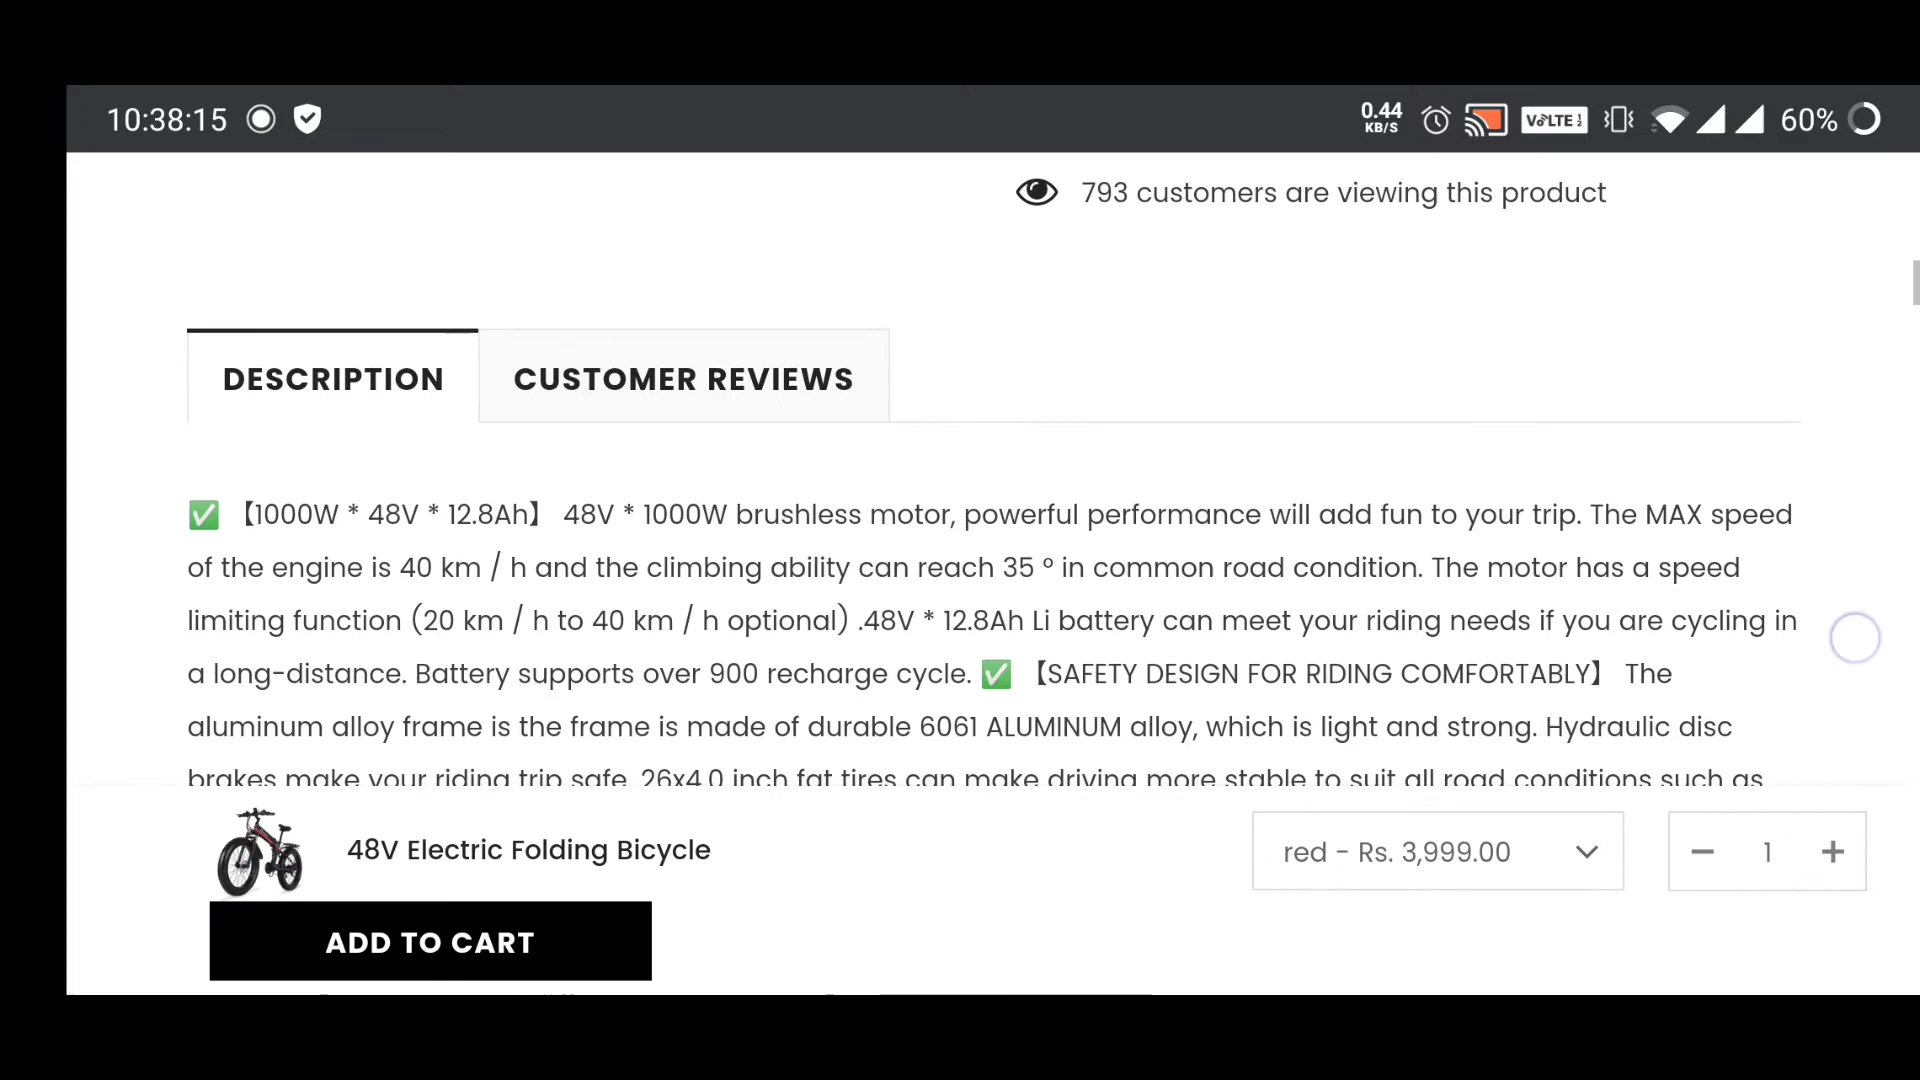 10:38:15
0.44
KB/S
VoLTE
60%
793 customers are viewing this product
DESCRIPTION
CUSTOMER REVIEWS
✅ 【1000W * 48V * 12.8Ah】 48V * 1000W brushless motor, powerful performance will add fun to your trip. The MAX speed
of the engine is 40 km / h and the climbing ability can reach 35 º in common road condition. The motor has a speed
limiting function (20 km / h to 40 km / h optional) .48V * 12.8Ah Li battery can meet your riding needs if you are cycling in
a long-distance. Battery supports over 900 recharge cycle. ✅ 【SAFETY DESIGN FOR RIDING COMFORTABLY】 The
aluminum alloy frame is the frame is made of durable 6061 ALUMINUM alloy, which is light and strong. Hydraulic disc
brakes make your riding trip safe. 26x4.0 inch fat tires can make driving more stable to suit all road conditions such as
48V Electric Folding Bicycle
red - Rs. 3,999.00
1
ADD TO CART